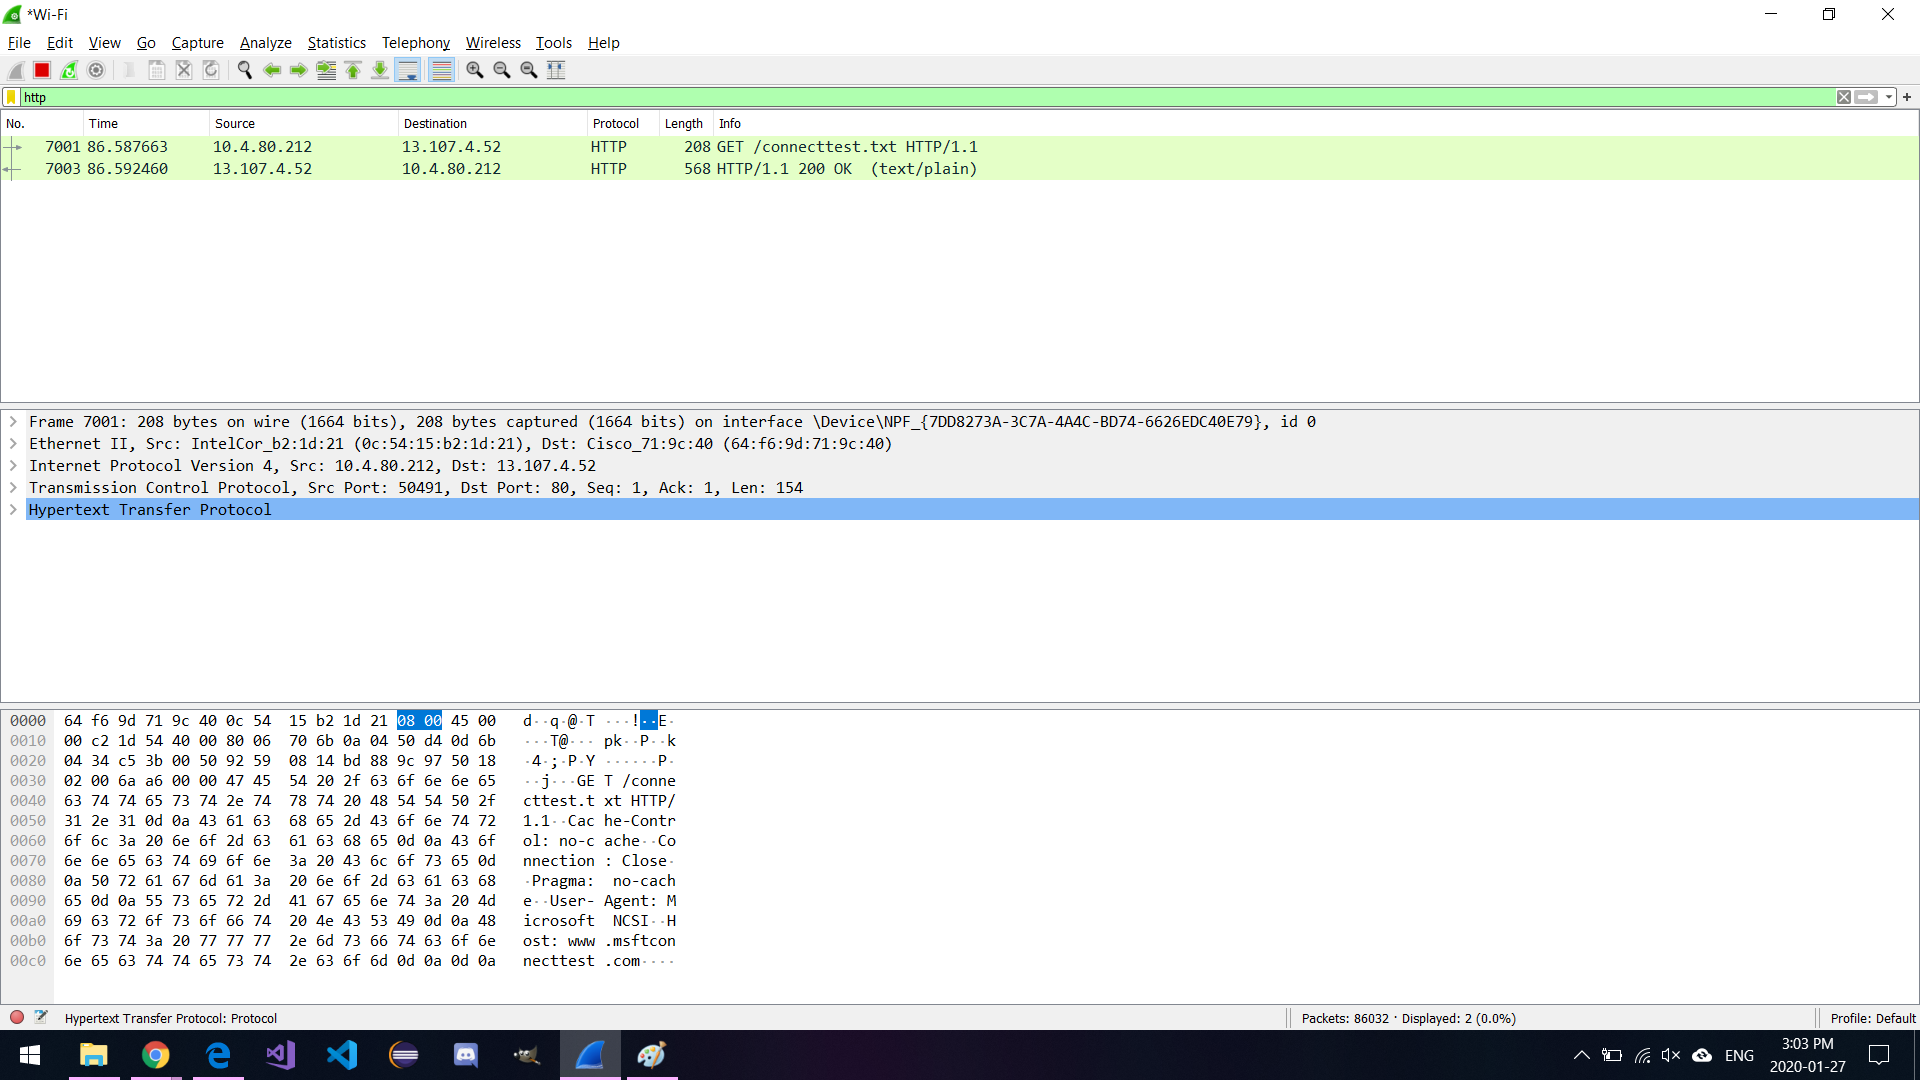 *Wi-Fi
File Edit View Go Capture Analyze Statistics Telephony Wireless Tools Help
http
No. Time Source Destination Protocol Length Info
7001 86.587663 10.4.80.212 13.107.4.52 HTTP 208 GET /connecttest.txt HTTP/1.1
7003 86.592460 13.107.4.52 10.4.80.212 HTTP 568 HTTP/1.1 200 OK (text/plain)
Frame 7001: 208 bytes on wire (1664 bits), 208 bytes captured (1664 bits) on interface \Device\NPF_{7DD8273A-3C7A-4A4C-BD74-6626EDC40E79}, id 0
Ethernet II, Src: IntelCor_b2:1d:21 (0c:54:15:b2:1d:21), Dst: Cisco_71:9c:40 (64:f6:9d:71:9c:40)
Internet Protocol Version 4, Src: 10.4.80.212, Dst: 13.107.4.52
Transmission Control Protocol, Src Port: 50491, Dst Port: 80, Seq: 1, Ack: 1, Len: 154
Hypertext Transfer Protocol
0000 64 f6 9d 71 9c 40 0c 54 15 b2 1d 21 08 00 45 00 d··q·@·T ···!··E·
0010 00 c2 1d 54 40 00 80 06 70 6b 0a 04 50 d4 0d 6b ···T@··· pk··P··k
0020 04 34 c5 3b 00 50 92 59 08 14 bd 88 9c 97 50 18 ·4·;·P·Y ······P·
0030 02 00 6a a6 00 00 47 45 54 20 2f 63 6f 6e 6e 65 ··j···GE T /conne
0040 63 74 74 65 73 74 2e 74 78 74 20 48 54 54 50 2f cttest.t xt HTTP/
0050 31 2e 31 0d 0a 43 61 63 68 65 2d 43 6f 6e 74 72 1.1··Cac he-Contr
0060 6f 6c 3a 20 6e 6f 2d 63 61 63 68 65 0d 0a 43 6f ol: no-c ache··Co
0070 6e 6e 65 63 74 69 6f 6e 3a 20 43 6c 6f 73 65 0d nnection : Close·
0080 0a 50 72 61 67 6d 61 3a 20 6e 6f 2d 63 61 63 68 ·Pragma: no-cach
0090 65 0d 0a 55 73 65 72 2d 41 67 65 6e 74 3a 20 4d e··User- Agent: M
00a0 69 63 72 6f 73 6f 66 74 20 4e 43 53 49 0d 0a 48 icrosoft NCSI··H
00b0 6f 73 74 3a 20 77 77 77 2e 6d 73 66 74 63 6f 6e ost: www .msftcon
00c0 6e 65 63 74 74 65 73 74 2e 63 6f 6d 0d 0a 0d 0a necttest .com····
Hypertext Transfer Protocol: Protocol Packets: 86032 · Displayed: 2 (0.0%) Profile: Default
ENG 3:03 PM
2020-01-27